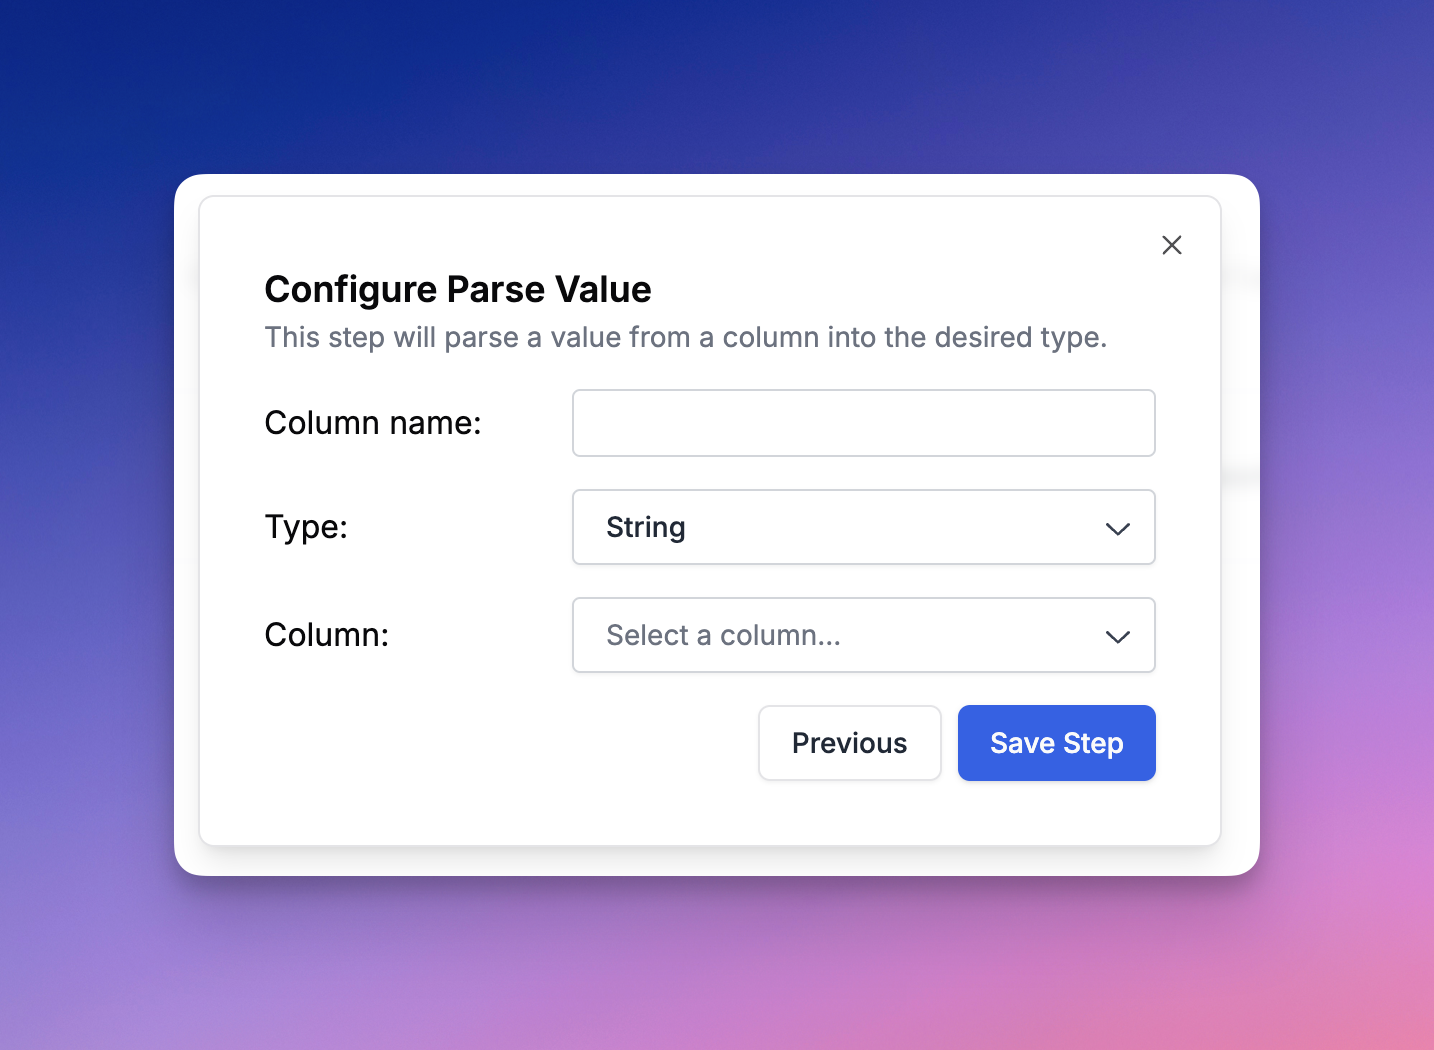 Configure Parse Value
This step will parse a value from a column into the desired type.
Column name:
Type:
String
Column:
Select a column...
Previous
Save Step